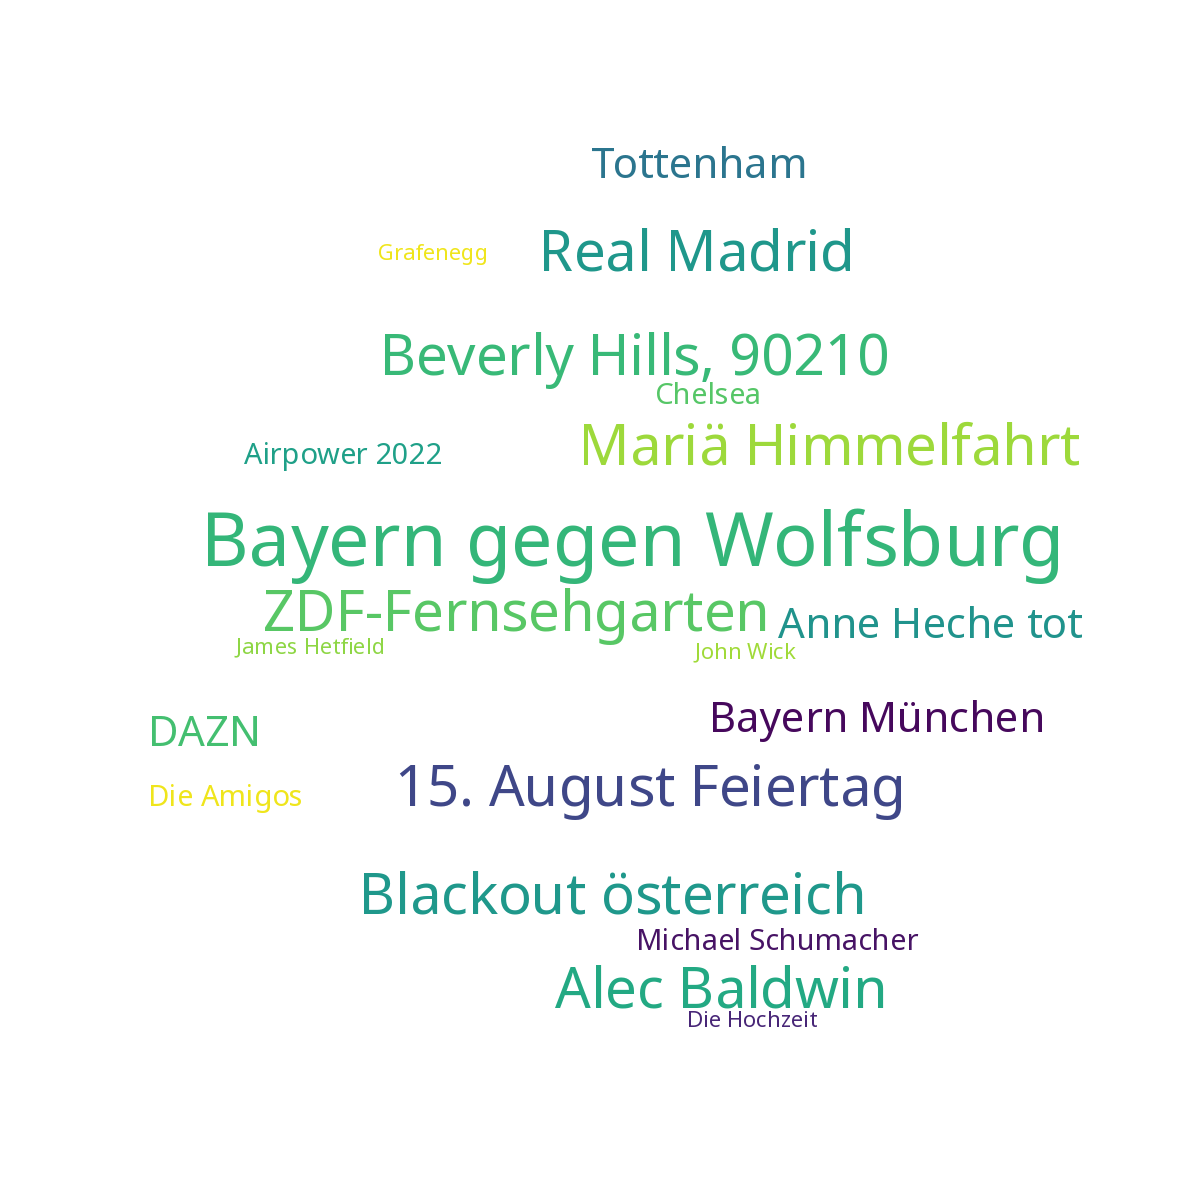 Tottenham
Grafenegg
Real Madrid
Beverly Hills, 90210
Chelsea
Mariä Himmelfahrt
Airpower 2022
Bayern gegen Wolfsburg
ZDF-Fernsehgarten
Anne Heche tot
James Hetfield
John Wick
Bayern München
DAZN
15. August Feiertag
Die Amigos
Blackout österreich
Michael Schumacher
Alec Baldwin
Die Hochzeit